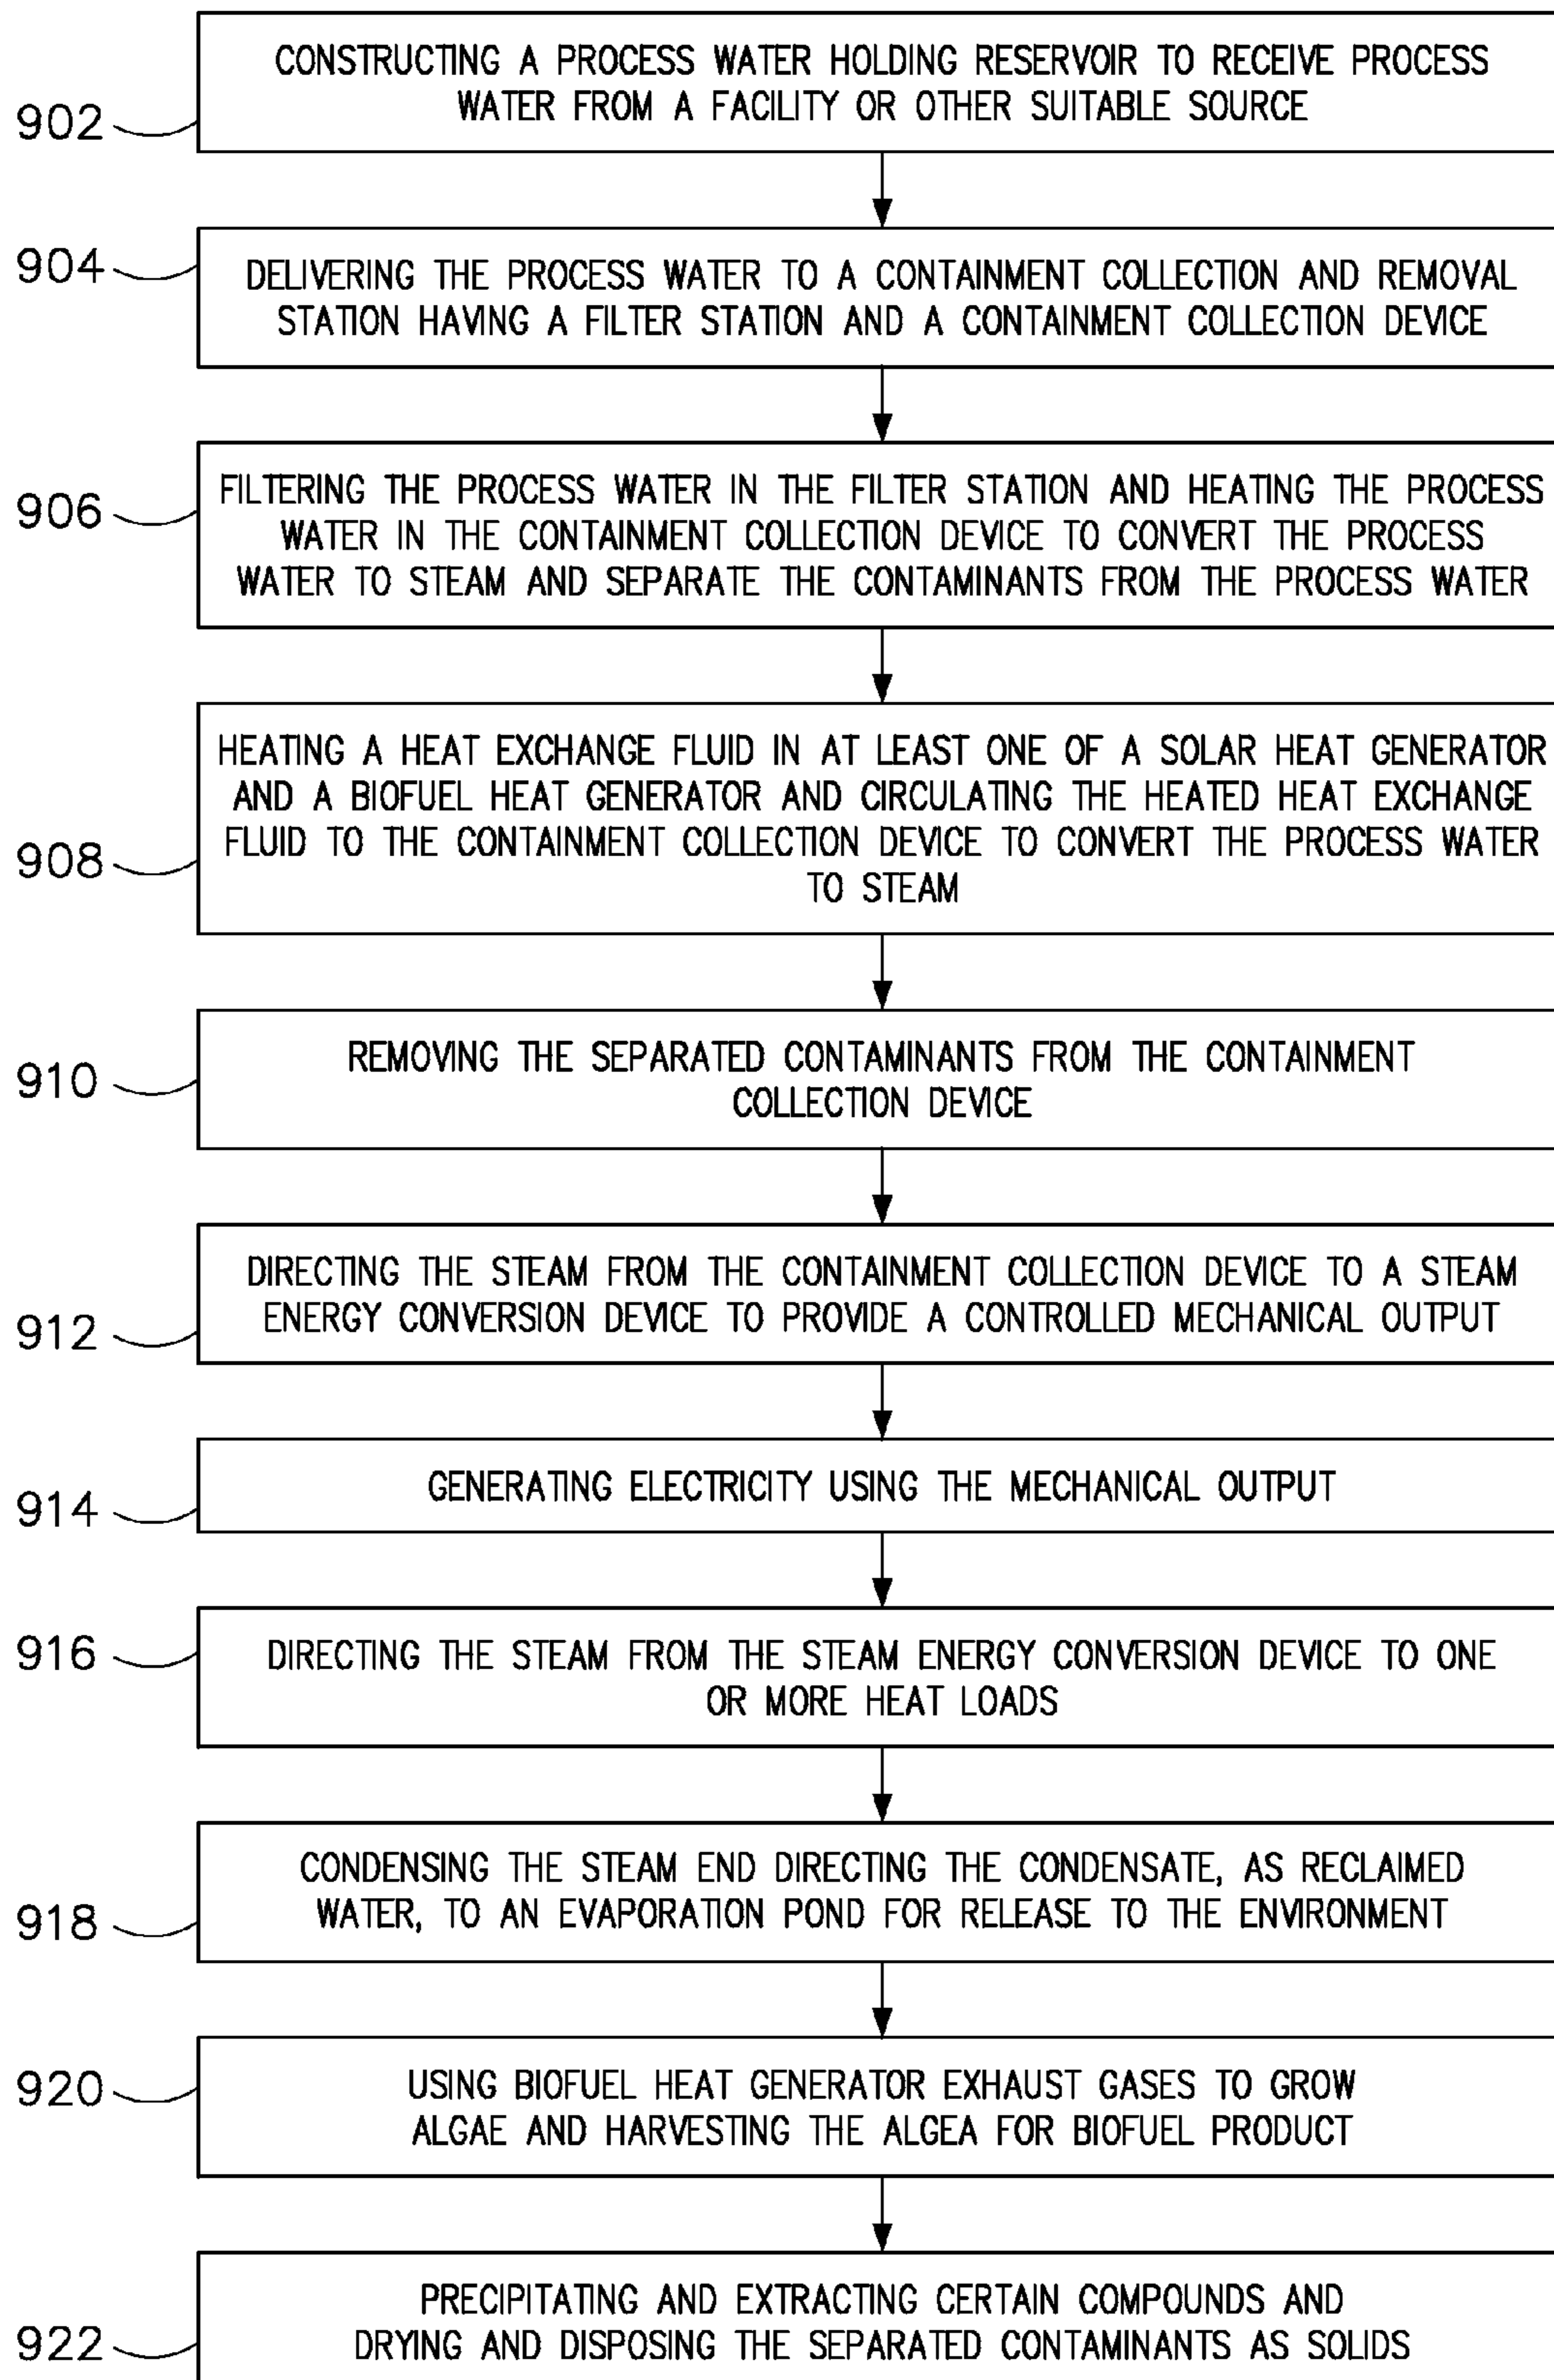 CONSTRUCTING A PROCESS WATER HOLDING RESERVOIR TO RECEIVE PROCESS
WATER FROM A FACILITY OR OTHER SUITABLE SOURCE
902
904
DELIVERING THE PROCESS WATER TO A CONTAINMENT COLLECTION AND REMOVAL
STATION HAVING A FILTER STATION AND A CONTAINMENT COLLECTION DEVICE
906
FILTERING THE PROCESS WATER IN THE FILTER STATION AND HEATING THE PROCESS
WATER IN THE CONTAINMENT COLLECTION DEVICE TO CONVERT THE PROCESS
WATER TO STEAM AND SEPARATE THE CONTAMINANTS FROM THE PROCESS WATER
HEATING A HEAT EXCHANGE FLUID IN AT LEAST ONE OF A SOLAR HEAT GENERATOR
AND A BIOFUEL HEAT GENERATOR AND CIRCULATING THE HEATED HEAT EXCHANGE
FLUID TO THE CONTAINMENT COLLECTION DEVICE TO CONVERT THE PROCESS WATER
TO STEAM
908
REMOVING THE SEPARATED CONTAMINANTS FROM THE CONTAINMENT
COLLECTION DEVICE
910
DIRECTING THE STEAM FROM THE CONTAINMENT COLLECTION DEVICE TO A STEAM
ENERGY CONVERSION DEVICE TO PROVIDE A CONTROLLED MECHANICAL OUTPUT
912
GENERATING ELECTRICITY USING THE MECHANICAL OUTPUT
914
916
DIRECTING THE STEAM FROM THE STEAM ENERGY CONVERSION DEVICE TO ONE
OR MORE HEAT LOADS
CONDENSING THE STEAM END DIRECTING THE CONDENSATE, AS RECLAIMED
WATER, TO AN EVAPORATION POND FOR RELEASE TO THE ENVIRONMENT
918
920
USING BIOFUEL HEAT GENERATOR EXHAUST GASES TO GROW
ALGAE AND HARVESTING THE ALGEA FOR BIOFUEL PRODUCT
PRECIPITATING AND EXTRACTING CERTAIN COMPOUNDS AND
DRYING AND DISPOSING THE SEPARATED CONTAMINANTS AS SOLIDS
922